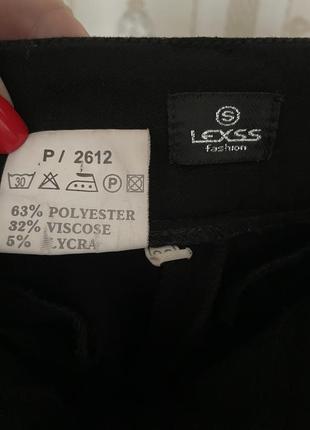 P/ 2612
30 P
63% POLYESTER
32% VISCOSE
5% LYCRA
S
LEXSS
fashion